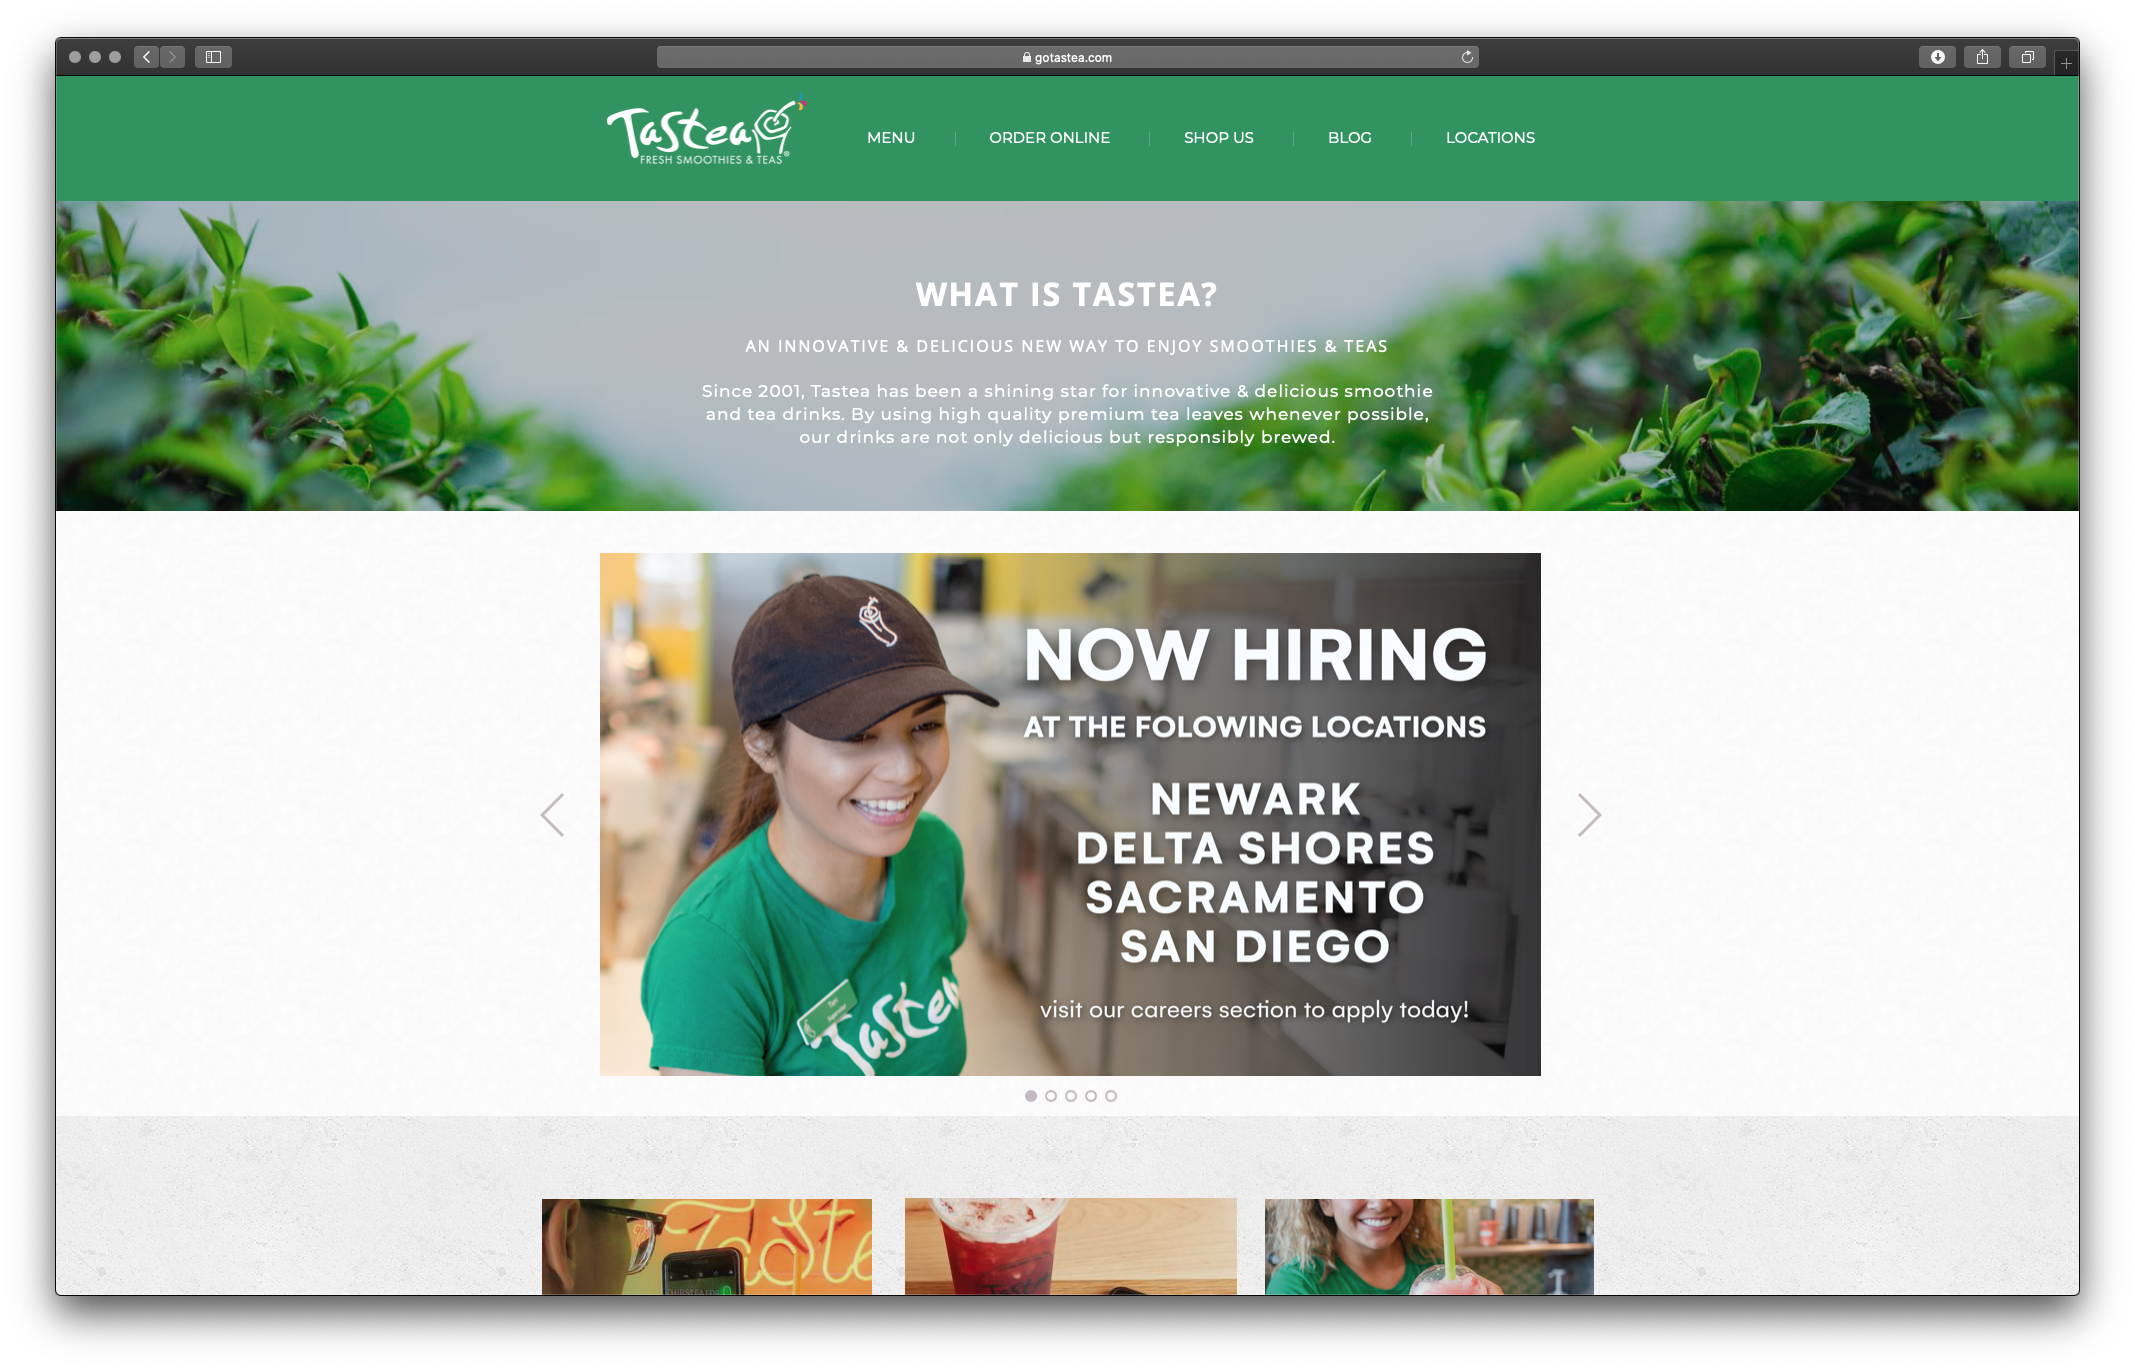 gotastea.com
Tastea
FRESH SMOOTHIES & TEAS®
MENU
ORDER ONLINE
SHOP US
BLOG
LOCATIONS
WHAT IS TASTEA?
AN INNOVATIVE & DELICIOUS NEW WAY TO ENJOY SMOOTHIES & TEAS
Since 2001, Tastea has been a shining star for innovative & delicious smoothie
and tea drinks. By using high quality premium tea leaves whenever possible,
our drinks are not only delicious but responsibly brewed.
NOW HIRING
AT THE FOLOWING LOCATIONS
NEWARK
DELTA SHORES
SACRAMENTO
SAN DIEGO
visit our careers section to apply today!
Tastea